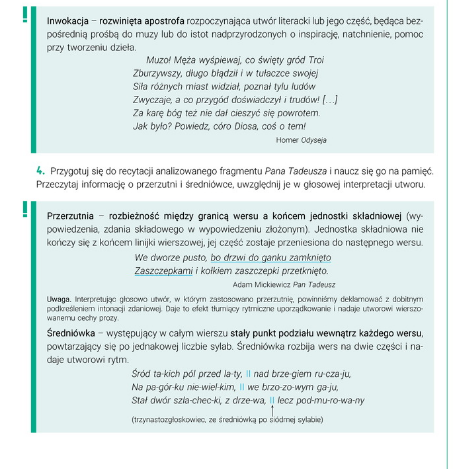 !
Inwokacja – rozwinięta apostrofa rozpoczynająca utwór literacki lub jego część, będąca bez-
pośrednią prośbą do muzy lub do istot nadprzyrodzonych o inspirację, natchnienie, pomoc
przy tworzeniu dzieła.
Muzo! Męża wyśpiewaj, co święty gród Troi
Zburzywszy, długo błądził i w tułaczce swojej
Siła różnych miast widział, poznał tylu ludów
Zwyczaje, a co przygód doświadczył i trudów! [...]
Za karę bóg też nie dał cieszyć się powrotem.
Jak było? Powiedz, córo Diosa, coś o tem!
Homer Odyseja
4. Przygotuj się do recytacji analizowanego fragmentu Pana Tadeusza i naucz się go na pamięć.
Przeczytaj informację o przerzutni i średniówce, uwzględnij je w głosowej interpretacji utworu.
!
Przerzutnia – rozbieżność między granicą wersu a końcem jednostki składniowej (wy-
powiedzenia, zdania składowego w wypowiedzeniu złożonym). Jednostka składniowa nie
kończy się z końcem linijki wierszowej, jej część zostaje przeniesiona do następnego wersu.
We dworze pusto, bo drzwi do ganku zamknięto
Zaszczepkami i kołkiem zaszczepki przetknięto.
Adam Mickiewicz Pan Tadeusz
Uwaga. Interpretując głosowo utwór, w którym zastosowano przerzutnię, powinniśmy deklamować z dobitnym
podkreśleniem intonacji zdaniowej. Daje to efekt tłumiący rytmiczne uporządkowanie i nadaje utworowi wierszo-
wanemu cechy prozy.
Średniówka – występujący w całym wierszu stały punkt podziału wewnątrz każdego wersu,
powtarzający się po jednakowej liczbie sylab. Średniówka rozbija wers na dwie części i na-
daje utworowi rytm.
Śród ta-kich pól przed la-ty, || nad brze-giem ru-cza-ju,
Na pa-gór-ku nie-wiel-kim, || we brzo-zo-wym ga-ju,
Stał dwór szla-chec-ki, z drze-wa, || lecz pod-mu-ro-wa-ny
(trzynastozgłoskowiec, ze średniówką po siódmej sylabie)